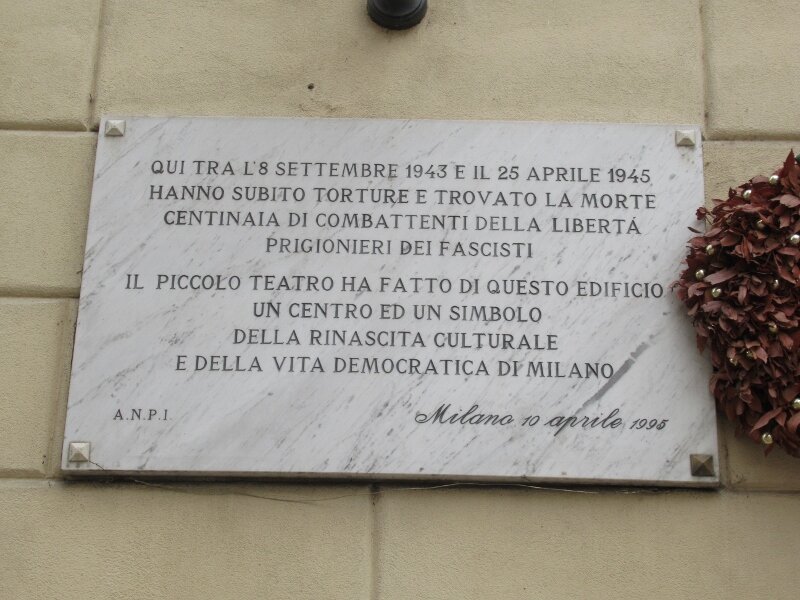 QUI TRA L'8 SETTEMBRE 1943 E IL 25 APRILE 1945
HANNO SUBITO TORTURE E TROVATO LA MORTE
CENTINAIA DI COMBATTENTI DELLA LIBERTÁ
PRIGIONIERI DEI FASCISTI
IL PICCOLO TEATRO HA FATTO DI QUESTO EDIFICIO
UN CENTRO ED UN SIMBOLO
DELLA RINASCITA CULTURALE
E DELLA VITA DEMOCRATICA DI MILANO
A.N.P.I. Milano 10 aprile 1995